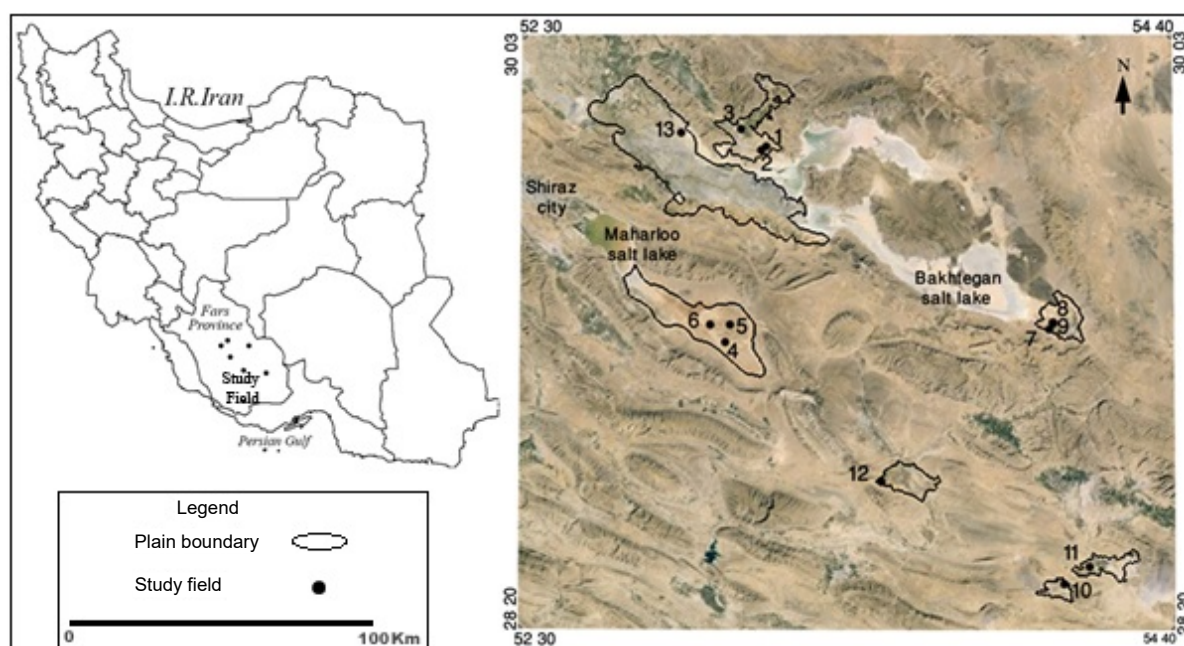 I.R.Iran
Fars
Province
Study
Field
Persian Gulf
Legend
Plain boundary
Study field
0
100Km
52 30
54 40
30 03
30 03
N
3
13
1
2
Shiraz
city
Maharloo
salt lake
Bakhtegan
salt lake
8
6
5
9
7
4
12
11
10
28 20
28 20
52 30
54 40